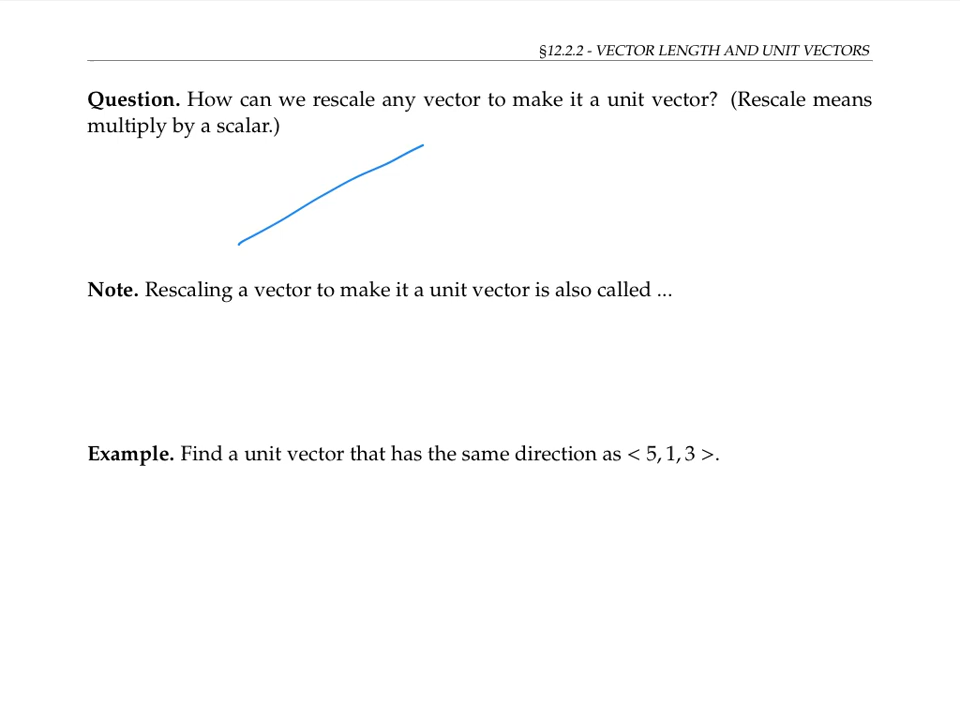 §12.2.2 - VECTOR LENGTH AND UNIT VECTORS
Question. How can we rescale any vector to make it a unit vector? (Rescale means
multiply by a scalar.)
Note. Rescaling a vector to make it a unit vector is also called ...
Example. Find a unit vector that has the same direction as < 5, 1, 3 >.